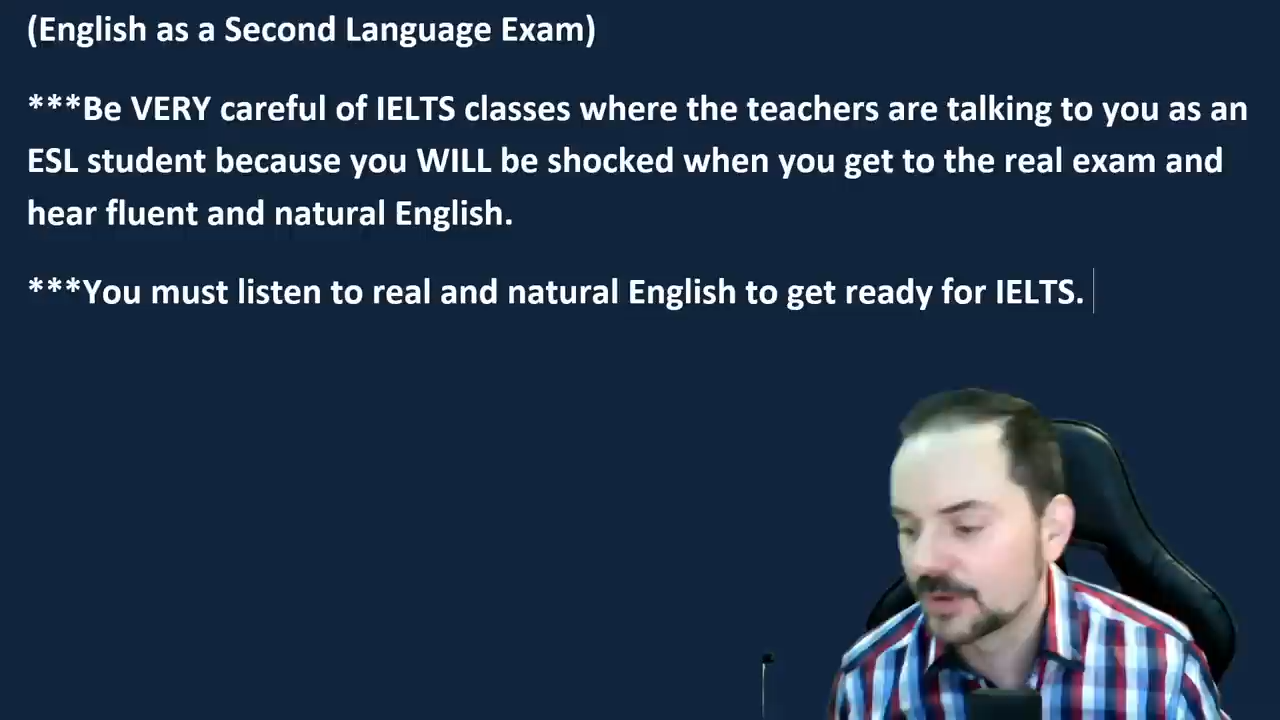 (English as a Second Language Exam)
***Be VERY careful of IELTS classes where the teachers are talking to you as an
ESL student because you WILL be shocked when you get to the real exam and
hear fluent and natural English.
***You must listen to real and natural English to get ready for IELTS.